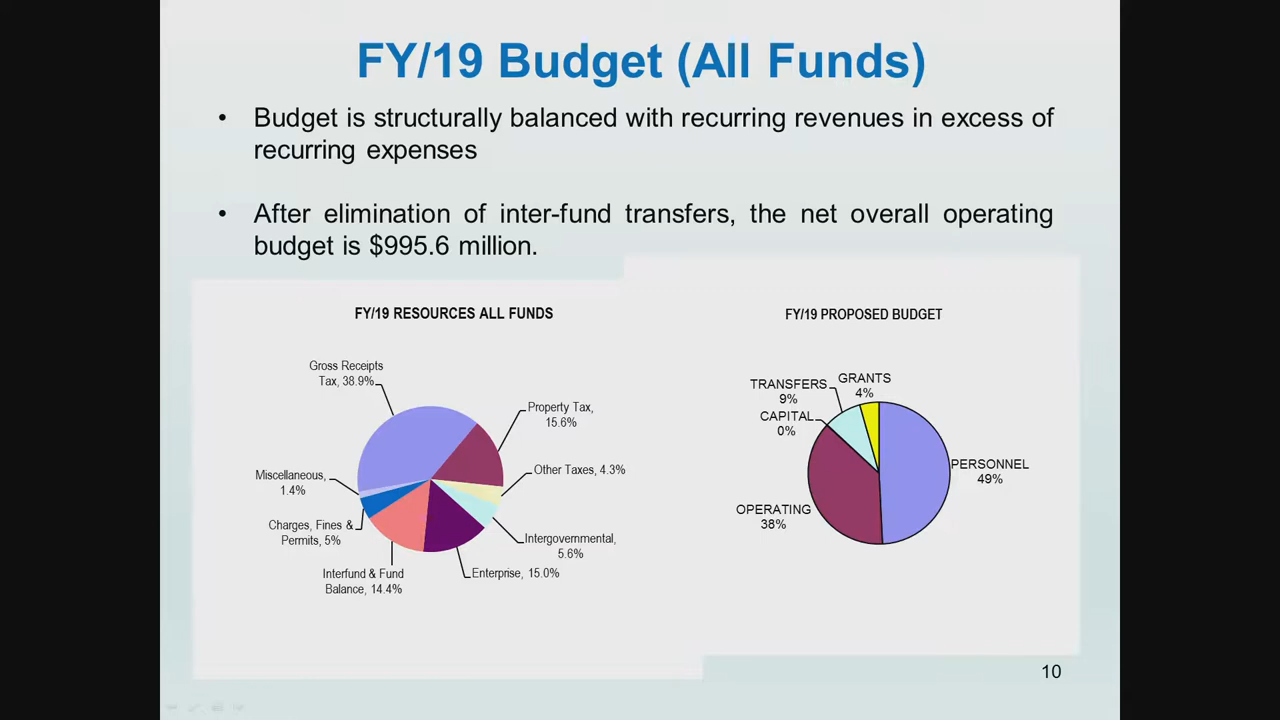 FY/19 Budget (All Funds)
• Budget is structurally balanced with recurring revenues in excess of
recurring expenses
• After elimination of inter-fund transfers, the net overall operating
budget is $995.6 million.
FY/19 RESOURCES ALL FUNDS
Gross Receipts
Tax, 38.9%
Property Tax,
15.6%
Other Taxes, 4.3%
Intergovernmental,
5.6%
Enterprise, 15.0%
Interfund & Fund
Balance, 14.4%
Charges, Fines &
Permits, 5%
Miscellaneous,
1.4%
FY/19 PROPOSED BUDGET
GRANTS
4%
TRANSFERS
9%
CAPITAL
0%
PERSONNEL
49%
OPERATING
38%
10